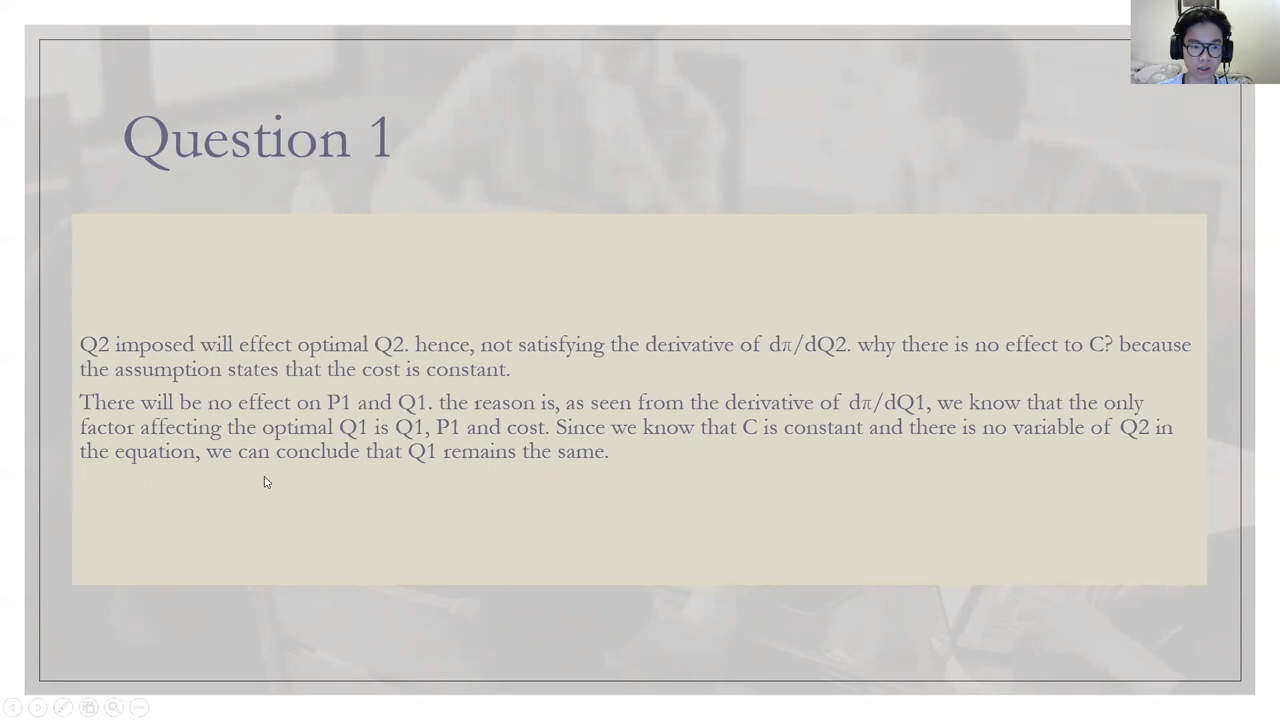 Question 1
Q2 imposed will effect optimal Q2. hence, not satisfying the derivative of dπ/dQ2. why there is no effect to C? because
the assumption states that the cost is constant.
There will be no effect on P1 and Q1. the reason is, as seen from the derivative of dπ/dQ1, we know that the only
factor affecting the optimal Q1 is Q1, P1 and cost. Since we know that C is constant and there is no variable of Q2 in
the equation, we can conclude that Q1 remains the same.